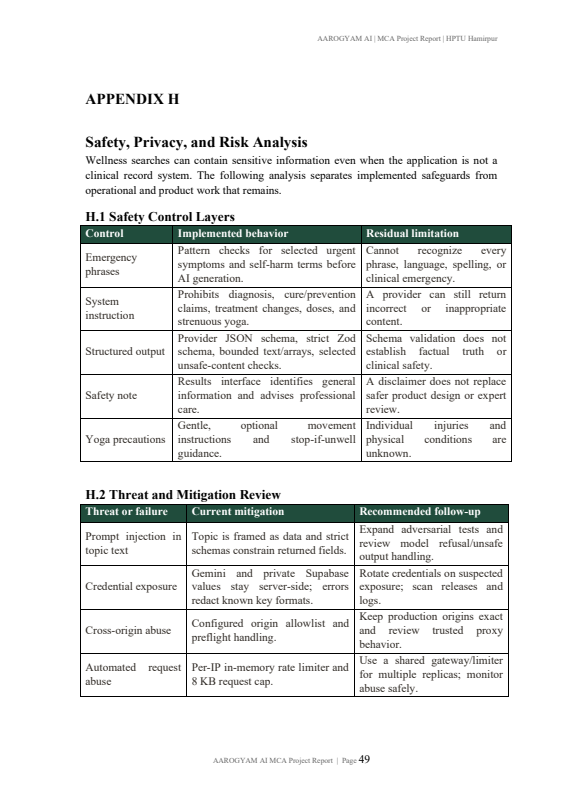 AAROGYAM AI | MCA Project Report | HPTU Hamirpur
APPENDIX H
Safety, Privacy, and Risk Analysis
Wellness searches can contain sensitive information even when the application is not a
clinical record system. The following analysis separates implemented safeguards from
operational and product work that remains.
H.1 Safety Control Layers
Control Implemented behavior Residual limitation
Emergency
phrases
Pattern checks for selected urgent
symptoms and self-harm terms before
AI generation.
Cannot recognize every
phrase, language, spelling, or
clinical emergency.
System
instruction
Prohibits diagnosis, cure/prevention
claims, treatment changes, doses, and
strenuous yoga.
A provider can still return
incorrect or inappropriate
content.
Structured output
Provider JSON schema, strict Zod
schema, bounded text/arrays, selected
unsafe-content checks.
Schema validation does not
establish factual truth or
clinical safety.
Safety note
Results interface identifies general
information and advises professional
care.
A disclaimer does not replace
safer product design or expert
review.
Yoga precautions
Gentle, optional movement
instructions and stop-if-unwell
guidance.
Individual injuries and
physical conditions are
unknown.
H.2 Threat and Mitigation Review
Threat or failure Current mitigation Recommended follow-up
Prompt injection in
topic text
Topic is framed as data and strict
schemas constrain returned fields.
Expand adversarial tests and
review model refusal/unsafe
output handling.
Credential exposure
Gemini and private Supabase
values stay server-side; errors
redact known key formats.
Rotate credentials on suspected
exposure; scan releases and
logs.
Cross-origin abuse
Configured origin allowlist and
preflight handling.
Keep production origins exact
and review trusted proxy
behavior.
Automated request
abuse
Per-IP in-memory rate limiter and
8 KB request cap.
Use a shared gateway/limiter
for multiple replicas; monitor
abuse safely.
AAROGYAM AI MCA Project Report | Page 49